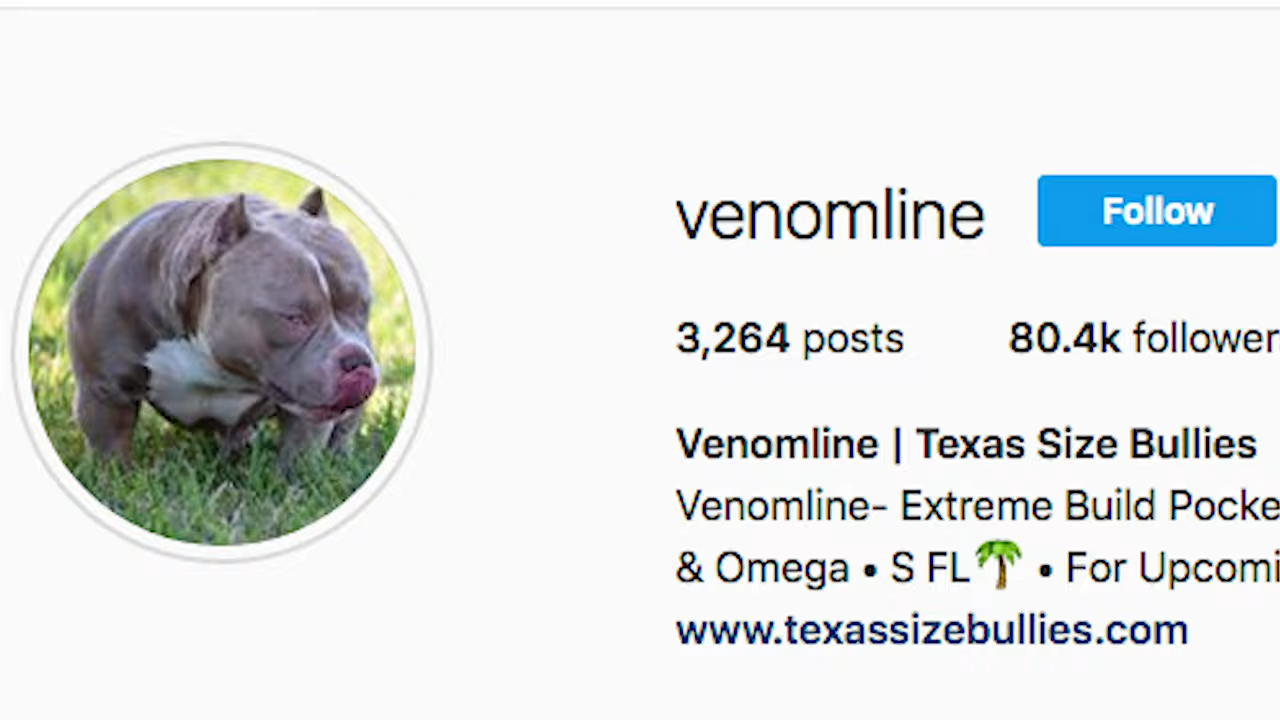 venomline Follow
3,264 posts 80.4k followers
Venomline | Texas Size Bullies
Venomline- Extreme Build Pocke
& Omega • S FL🌴 • For Upcomi
www.texassizebullies.com